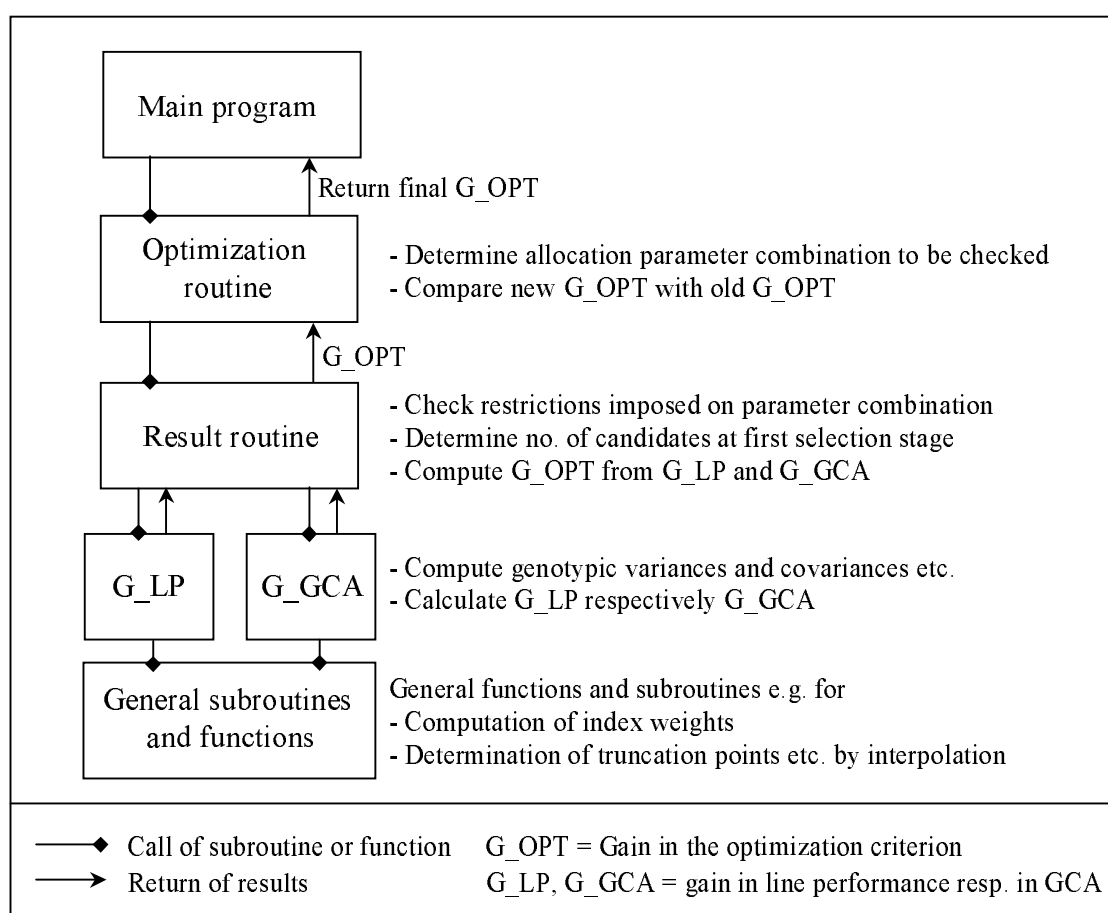 Main program
Return final G_OPT
Optimization
routine
- Determine allocation parameter combination to be checked
- Compare new G_OPT with old G_OPT
G_OPT
Result routine
- Check restrictions imposed on parameter combination
- Determine no. of candidates at first selection stage
- Compute G_OPT from G_LP and G_GCA
G_LP
G_GCA
- Compute genotypic variances and covariances etc.
- Calculate G_LP respectively G_GCA
General subroutines
and functions
General functions and subroutines e.g. for
- Computation of index weights
- Determination of truncation points etc. by interpolation
Call of subroutine or function
G_OPT = Gain in the optimization criterion
Return of results
G_LP, G_GCA = gain in line performance resp. in GCA